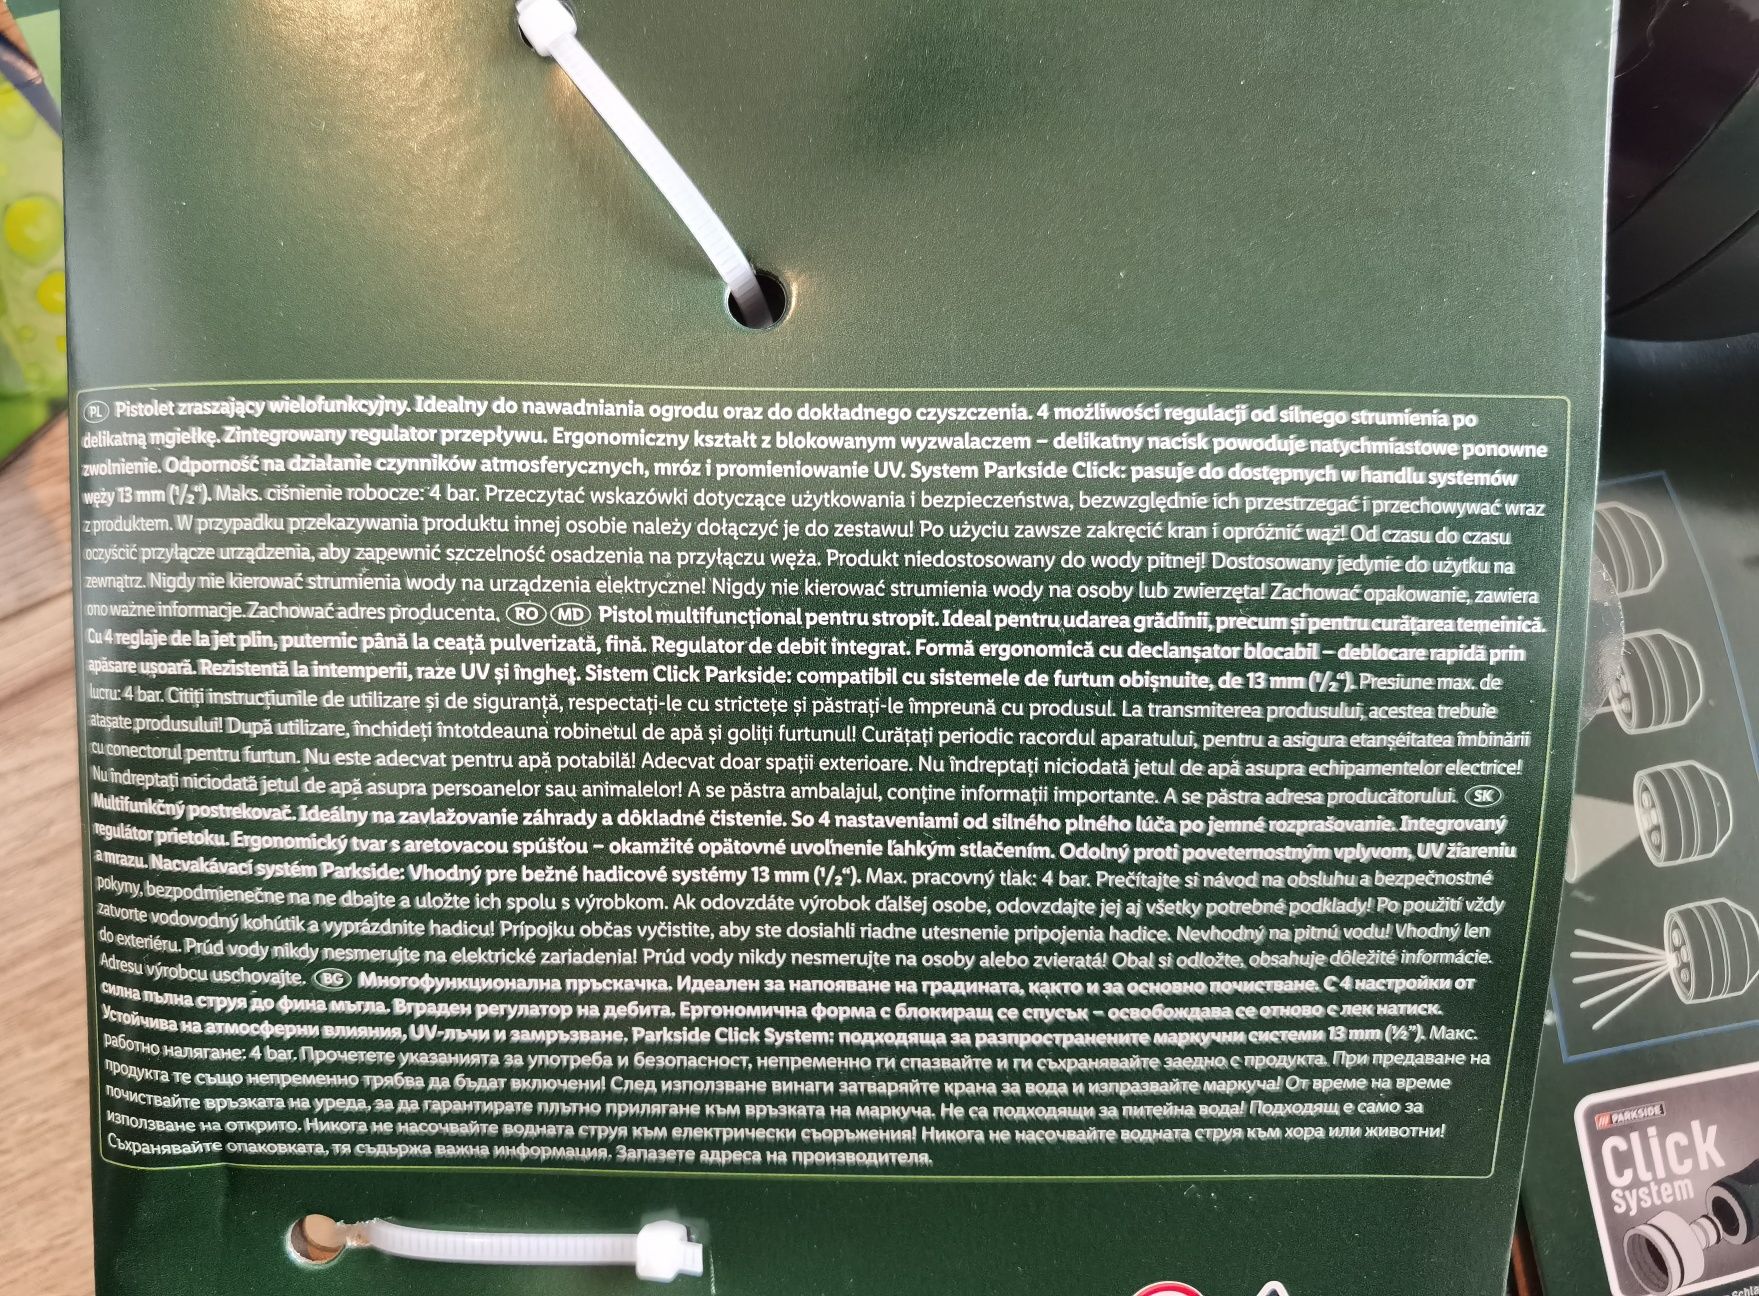 PL Pistolet zraszający wielofunkcyjny. Idealny do nawadniania ogrodu oraz do dokładnego czyszczenia. 4 możliwości regulacji od silnego strumienia po
delikatną mgiełkę. Zintegrowany regulator przepływu. Ergonomiczny kształt z blokowanym wyzwalaczem – delikatny nacisk powoduje natychmiastowe ponowne
zwolnienie. Odporność na działanie czynników atmosferycznych, mróz i promieniowanie UV. System Parkside Click: pasuje do dostępnych w handlu systemów
węży 13 mm (1/2“). Maks. ciśnienie robocze: 4 bar. Przeczytać wskazówki dotyczące użytkowania i bezpieczeństwa, bezwzględnie ich przestrzegać i przechowywać wraz
z produktem. W przypadku przekazywania produktu innej osobie należy dołączyć je do zestawu! Po użyciu zawsze zakręcić kran i opróżnić wąż! Od czasu do czasu
oczyścić przyłącze urządzenia, aby zapewnić szczelność osadzenia na przyłączu węża. Produkt niedostosowany do wody pitnej! Dostosowany jedynie do użytku na
zewnątrz. Nigdy nie kierować strumienia wody na urządzenia elektryczne! Nigdy nie kierować strumienia wody na osoby lub zwierzęta! Zachować opakowanie, zawiera
ono ważne informacje. Zachować adres producenta. RO MD Pistol multifuncțional pentru stropit. Ideal pentru udarea grădinii, precum și pentru curățarea temeinică.
Cu 4 reglaje de la jet plin, puternic până la ceață pulverizată, fină. Regulator de debit integrat. Formă ergonomică cu declanșator blocabil – deblocare rapidă prin
apăsare ușoară. Rezistentă la intemperii, raze UV și îngheț. Sistem Click Parkside: compatibil cu sistemele de furtun obișnuite, de 13 mm (1/2“). Presiune max. de
lucru: 4 bar. Citiți instrucțiunile de utilizare și de siguranță, respectați-le cu strictețe și păstrați-le împreună cu produsul. La transmiterea produsului, acestea trebuie
atașate produsului! După utilizare, închideți întotdeauna robinetul de apă și goliți furtunul! Curățați periodic racordul aparatului, pentru a asigura etanșeitatea îmbinării
cu conectorul pentru furtun. Nu este adecvat pentru apă potabilă! Adecvat doar spații exterioare. Nu îndreptați niciodată jetul de apă asupra echipamentelor electrice!
Nu îndreptați niciodată jetul de apă asupra persoanelor sau animalelor! A se păstra ambalajul, conține informații importante. A se păstra adresa producătorului. SK
Multifunkčný postrekovač. Ideálny na zavlažovanie záhrady a dôkladné čistenie. So 4 nastaveniami od silného plného lúča po jemné rozprašovanie. Integrovaný
regulátor prietoku. Ergonomický tvar s aretovacou spúšťou – okamžité opätovné uvoľnenie ľahkým stlačením. Odolný proti poveternostným vplyvom, UV žiareniu
a mrazu. Nacvakávací systém Parkside: Vhodný pre bežné hadicové systémy 13 mm (1/2“). Max. pracovný tlak: 4 bar. Prečítajte si návod na obsluhu a bezpečnostné
pokyny, bezpodmienečne na ne dbajte a uložte ich spolu s výrobkom. Ak odovzdáte výrobok ďalšej osobe, odovzdajte jej aj všetky potrebné podklady! Po použití vždy
zatvorte vodovodný kohútik a vyprázdnite hadicu! Prípojku občas vyčistite, aby ste dosiahli riadne utesnenie pripojenia hadice. Nevhodný na pitnú vodu! Vhodný len
do exteriéru. Prúd vody nikdy nesmerujte na elektrické zariadenia! Prúd vody nikdy nesmerujte na osoby alebo zvieratá! Obal si odložte, obsahuje dôležité informácie.
Adresu výrobcu uschovajte. BG Многофункционална пръскачка. Идеален за напояване на градината, както и за основно почистване. С 4 настройки от
силна пълна струя до фина мъгла. Вграден регулатор на дебита. Ергономична форма с блокиращ се спусък – освобождава се отново с лек натиск.
Устойчива на атмосферни влияния, UV-лъчи и замръзване. Parkside Click System: подходяща за разпространените маркучни системи 13 mm (½”). Макс.
работно налягане: 4 bar. Прочетете указанията за употреба и безопасност, непременно ги спазвайте и ги съхранявайте заедно с продукта. При предаване на
продукта те също непременно трябва да бъдат включени! След използване винаги затваряйте крана за вода и изпразвайте маркуча! От време на време
почиствайте връзката на уреда, за да гарантирате плътно прилягане към връзката на маркуча. Не са подходящи за питейна вода! Подходящ е само за
използване на открито. Никога не насочвайте водната струя към електрически съоръжения! Никога не насочвайте водната струя към хора или животни!
Съхранявайте опаковката, тя съдържа важна информация. Запазете адреса на производителя.
PARKSIDE
Click
System